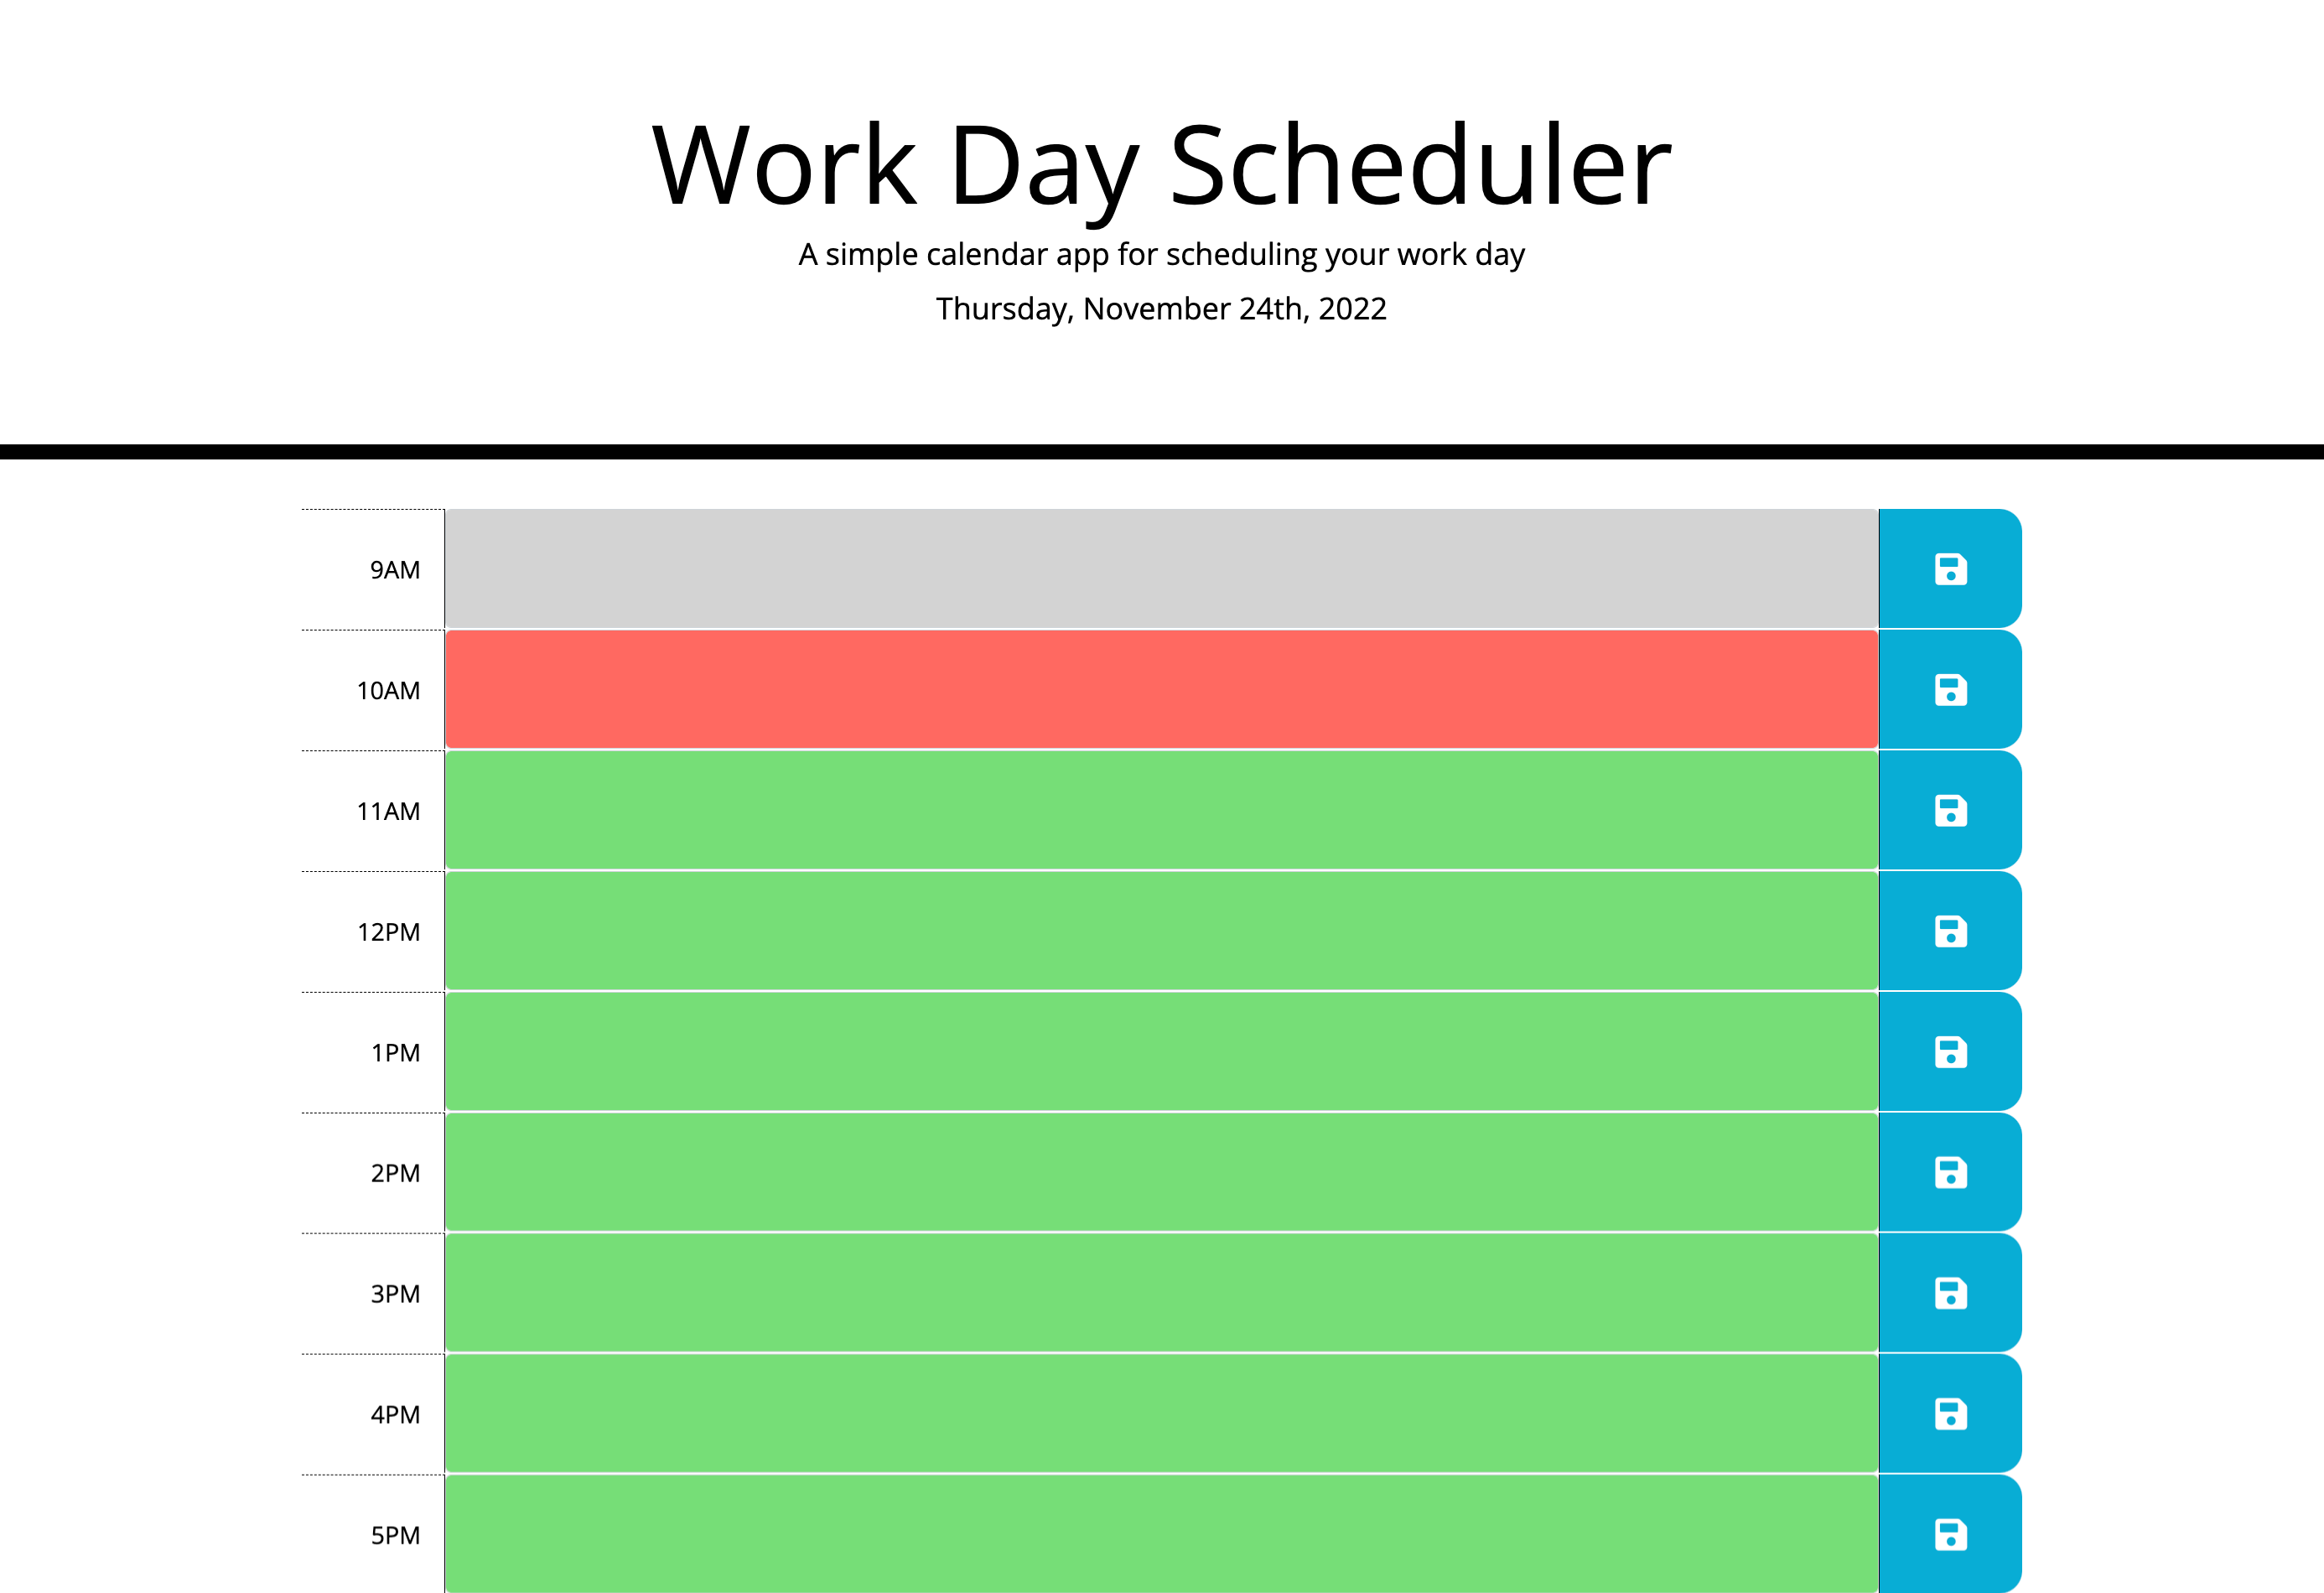 Work Day Scheduler
A simple calendar app for scheduling your work day
Thursday, November 24th, 2022
9AM
10AM
11AM
12PM
1PM
2PM
3PM
4PM
5PM